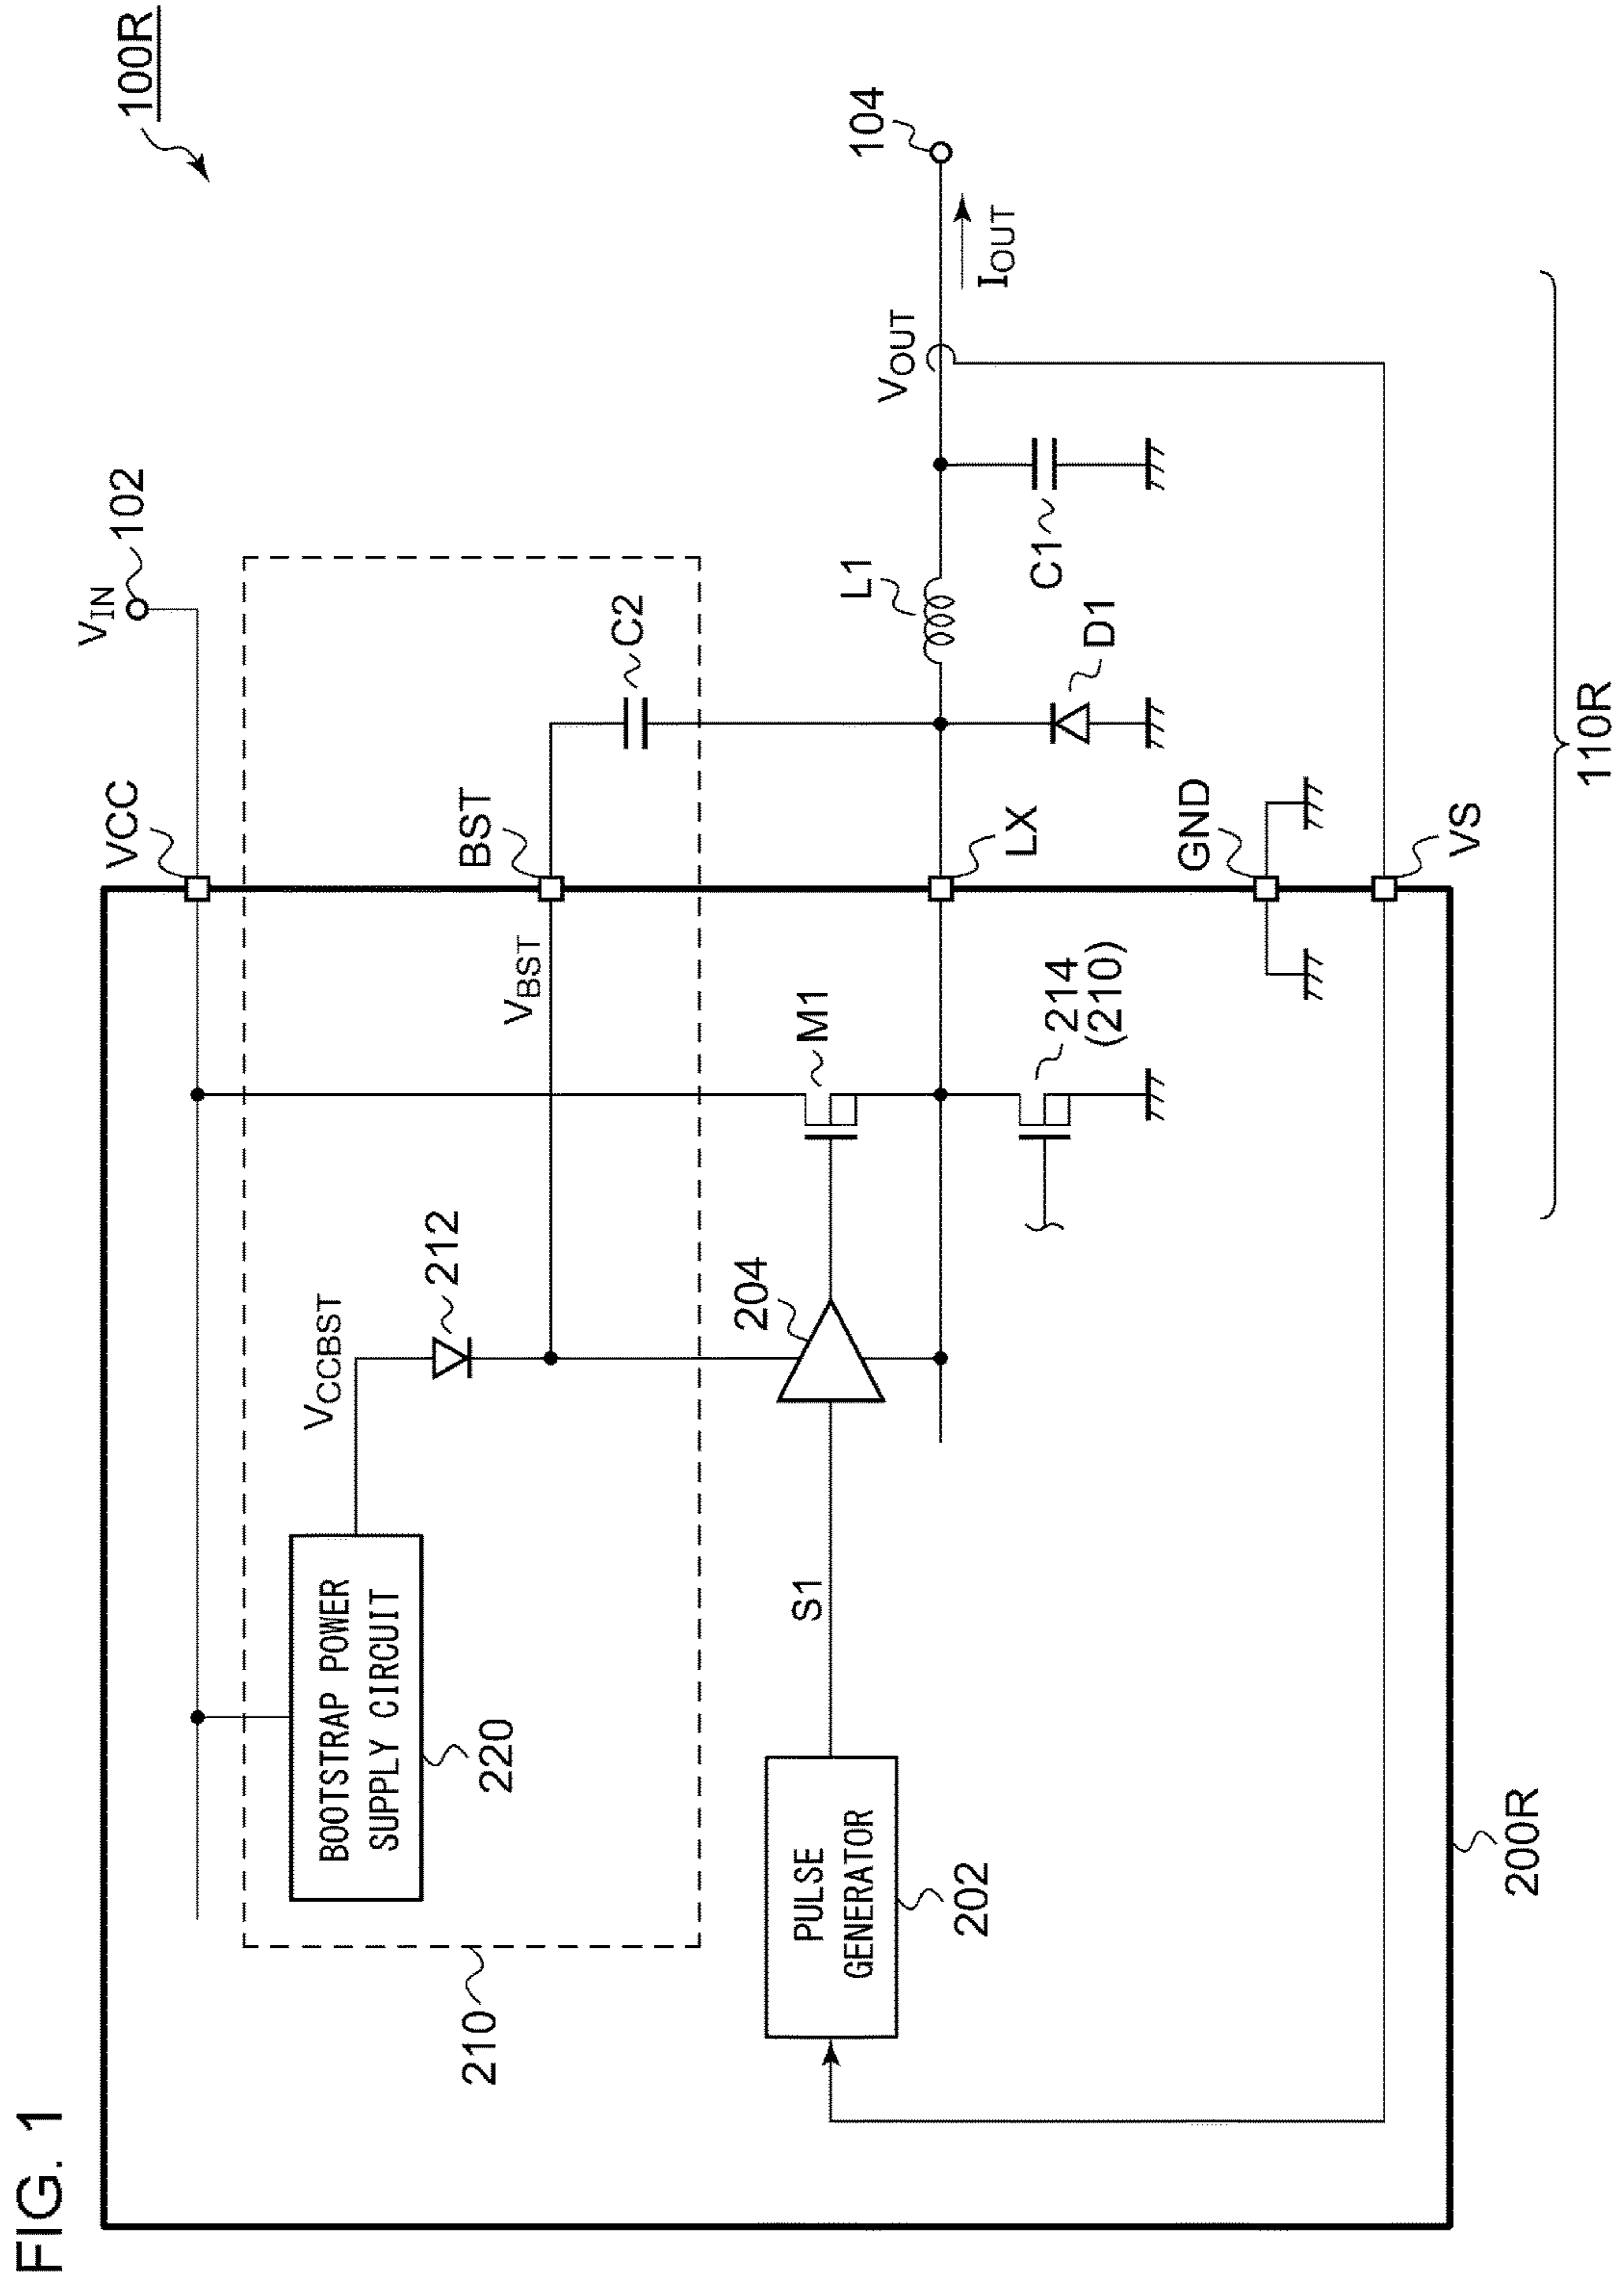 FIG. 1
100R
VIN
102
VCC
210
BOOTSTRAP POWER
SUPPLY CIRCUIT
220
VCCBST
212
VBST
BST
C2
PULSE
GENERATOR
202
S1
204
M1
LX
L1
VOUT
104
IOUT
214
(210)
D1
C1
GND
VS
200R
110R